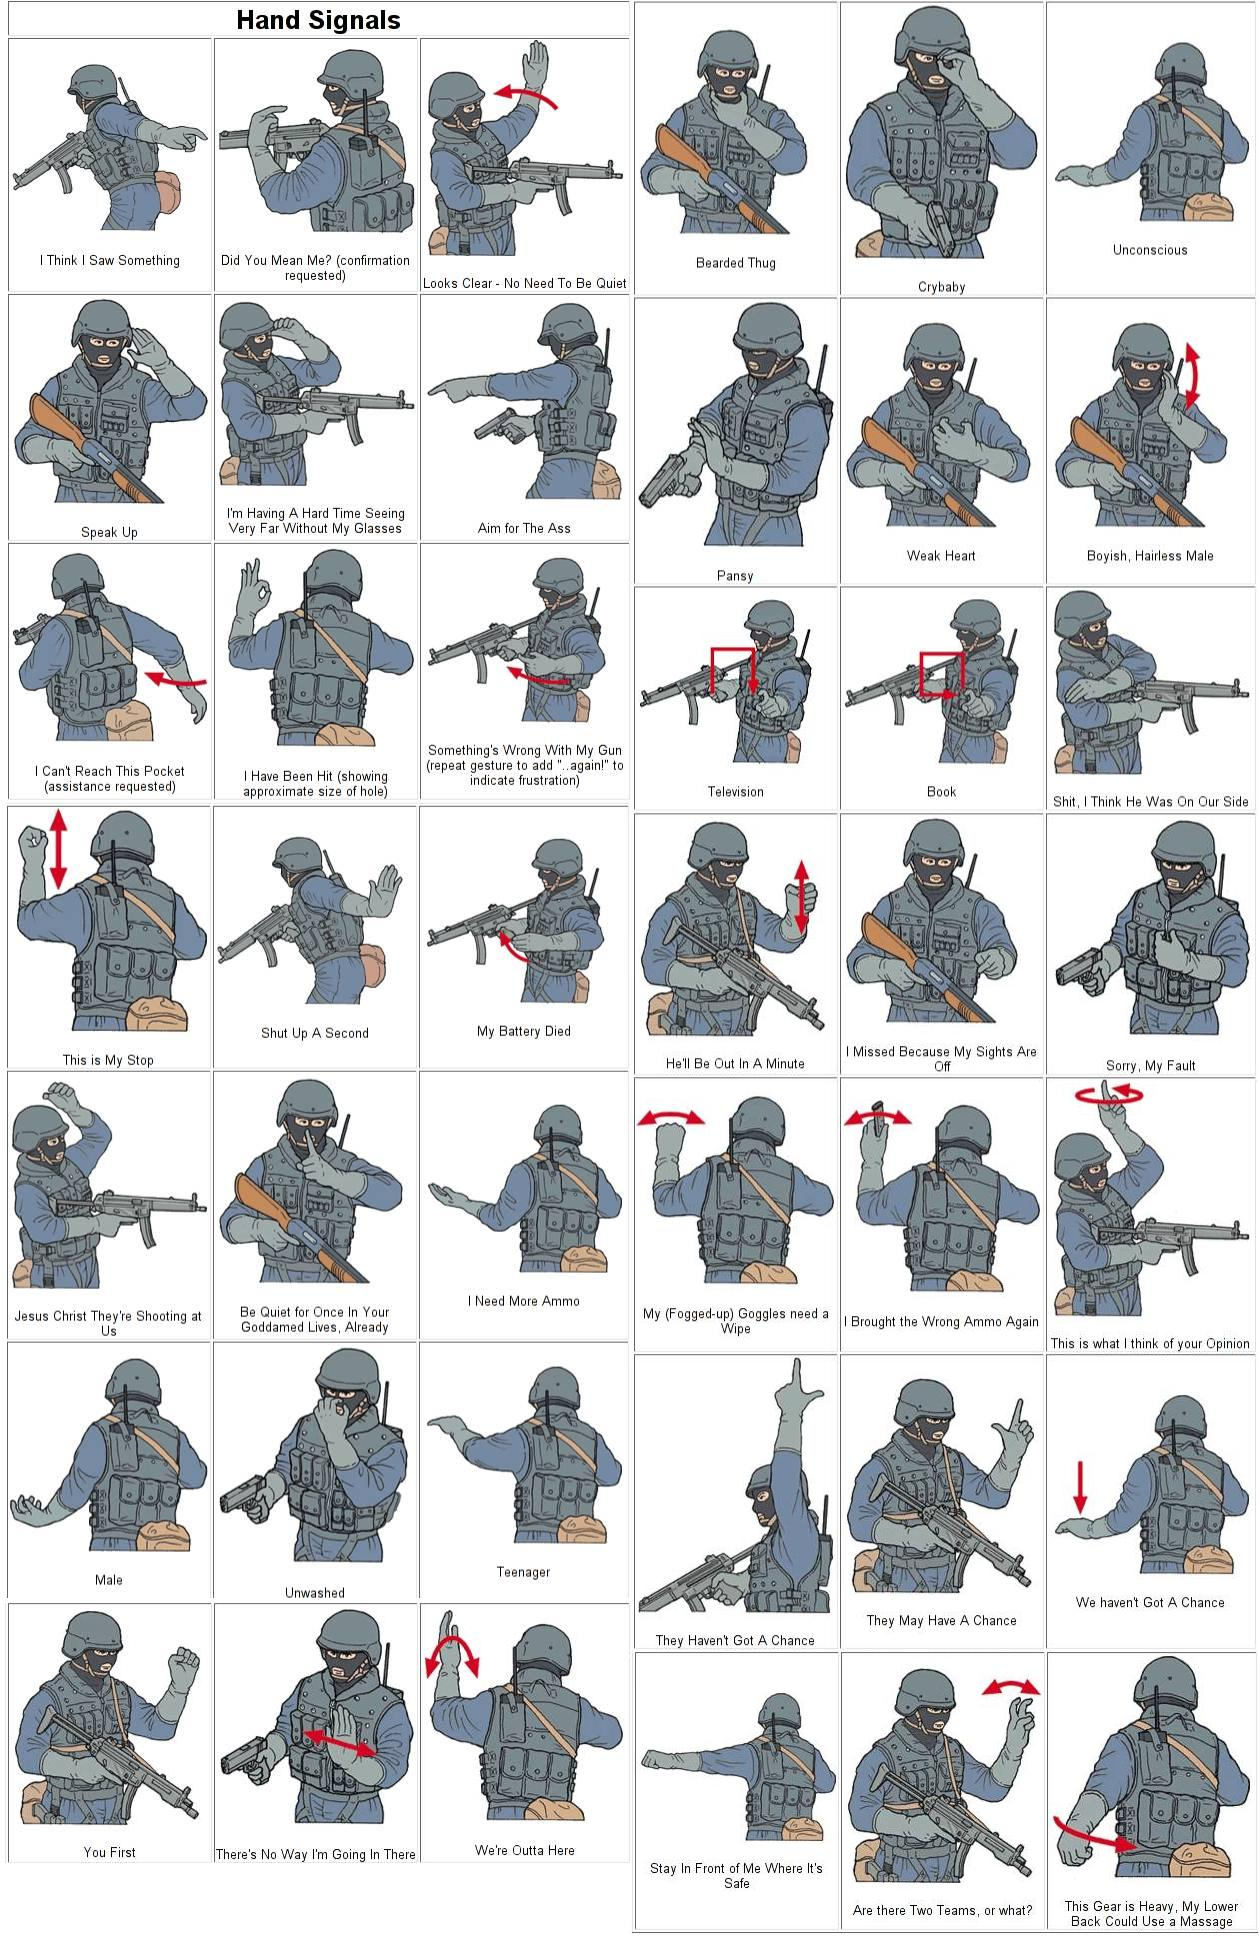 Hand Signals
I Think I Saw Something
Did You Mean Me? (confirmation
requested)
Looks Clear - No Need To Be Quiet
Speak Up
I'm Having A Hard Time Seeing
Very Far Without My Glasses
Aim for The Ass
I Can't Reach This Pocket
(assistance requested)
I Have Been Hit (showing
approximate size of hole)
Something's Wrong With My Gun
(repeat gesture to add "..again!" to
indicate frustration)
This is My Stop
Shut Up A Second
My Battery Died
Jesus Christ They're Shooting at
Us
Be Quiet for Once In Your
Goddamed Lives, Already
I Need More Ammo
Male
Unwashed
Teenager
You First
There's No Way I'm Going In There
We're Outta Here
Bearded Thug
Crybaby
Unconscious
Pansy
Weak Heart
Boyish, Hairless Male
Television
Book
Shit, I Think He Was On Our Side
He'll Be Out In A Minute
I Missed Because My Sights Are
Off
Sorry, My Fault
My (Fogged-up) Goggles need a
Wipe
I Brought the Wrong Ammo Again
This is what I think of your Opinion
They Haven't Got A Chance
They May Have A Chance
We haven't Got A Chance
Stay In Front of Me Where It's
Safe
Are there Two Teams, or what?
This Gear is Heavy, My Lower
Back Could Use a Massage